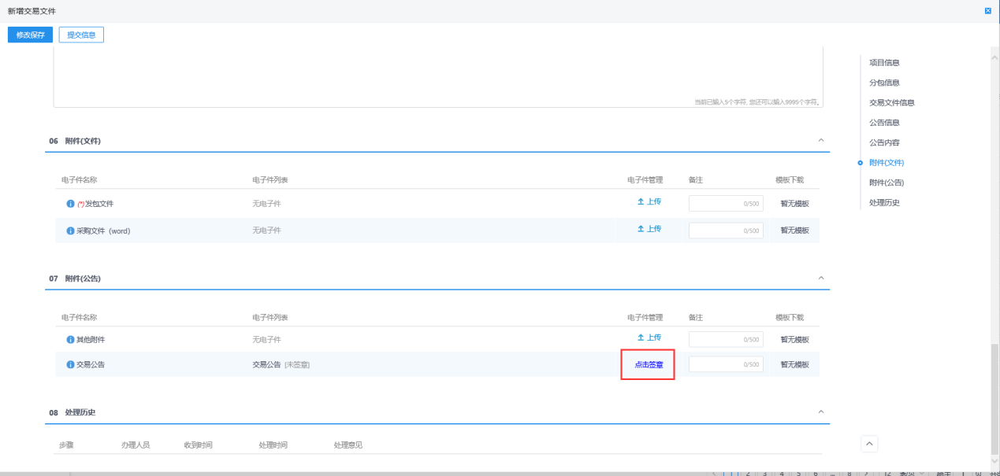 新增交易文件
修改保存 提交信息
当前已输入5个字符, 您还可以输入9995个字符。
项目信息
分包信息
交易文件信息
公告信息
公告内容
附件(文件)
附件(公告)
处理历史
06 附件(文件)
电子件名称 电子件列表 电子件管理 备注 模板下载
(*)发包文件 无电子件 上传 0/500 暂无模板
采购文件 (word) 无电子件 上传 0/500 暂无模板
07 附件(公告)
电子件名称 电子件列表 电子件管理 备注 模板下载
其他附件 无电子件 上传 0/500 暂无模板
交易公告 交易公告 [未签章] 点击签章 0/500 暂无模板
08 处理历史
步骤 办理人员 收到时间 处理时间 处理意见